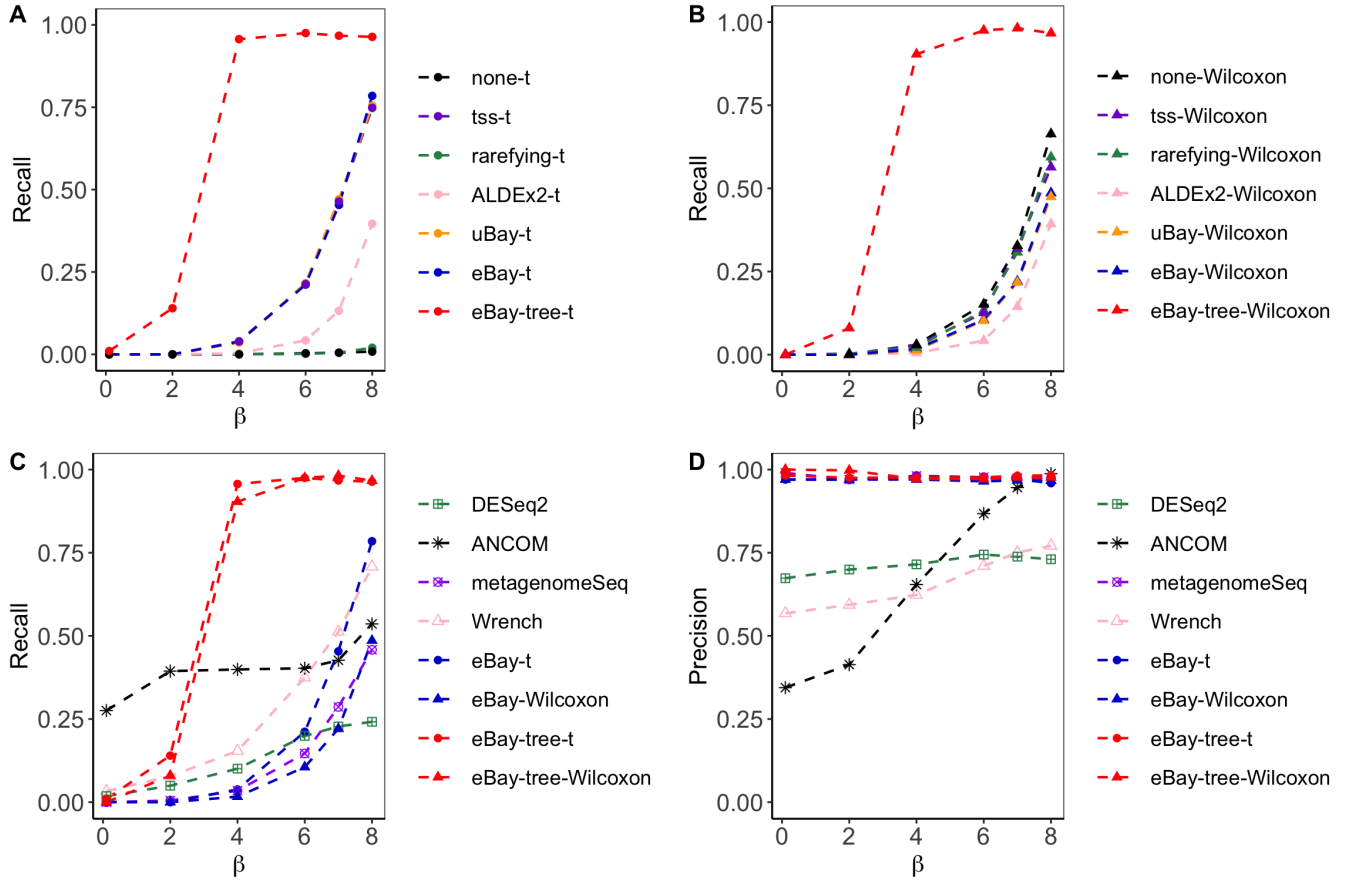 A
1.00
0.75
0.50
0.25
0.00
Recall
0 2 4 6 8
β
none-t
tss-t
rarefying-t
ALDEx2-t
uBay-t
eBay-t
eBay-tree-t
B
1.00
0.75
0.50
0.25
0.00
Recall
0 2 4 6 8
β
none-Wilcoxon
tss-Wilcoxon
rarefying-Wilcoxon
ALDEx2-Wilcoxon
uBay-Wilcoxon
eBay-Wilcoxon
eBay-tree-Wilcoxon
C
1.00
0.75
0.50
0.25
0.00
Recall
0 2 4 6 8
β
DESeq2
ANCOM
metagenomeSeq
Wrench
eBay-t
eBay-Wilcoxon
eBay-tree-t
eBay-tree-Wilcoxon
D
1.00
0.75
0.50
0.25
0.00
Precision
0 2 4 6 8
β
DESeq2
ANCOM
metagenomeSeq
Wrench
eBay-t
eBay-Wilcoxon
eBay-tree-t
eBay-tree-Wilcoxon